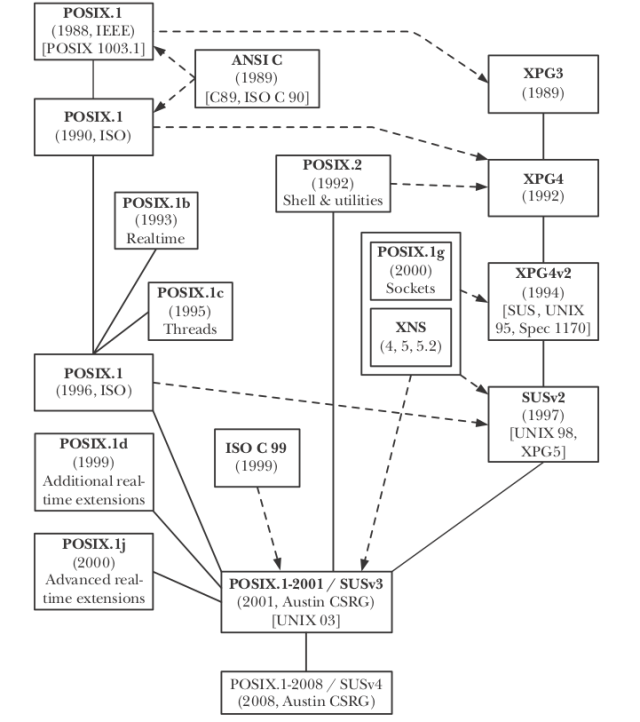 POSIX.1
(1988, IEEE)
[POSIX 1003.1]
ANSI C
(1989)
[C89, ISO C 90]
XPG3
(1989)
POSIX.1
(1990, ISO)
POSIX.2
(1992)
Shell & utilities
XPG4
(1992)
POSIX.1b
(1993)
Realtime
POSIX.1g
(2000)
Sockets
XNS
(4, 5, 5.2)
XPG4v2
(1994)
[SUS, UNIX
95, Spec 1170]
POSIX.1c
(1995)
Threads
POSIX.1
(1996, ISO)
SUSv2
(1997)
[UNIX 98,
XPG5]
POSIX.1d
(1999)
Additional real-
time extensions
ISO C 99
(1999)
POSIX.1j
(2000)
Advanced real-
time extensions
POSIX.1-2001 / SUSv3
(2001, Austin CSRG)
[UNIX 03]
POSIX.1-2008 / SUSv4
(2008, Austin CSRG)